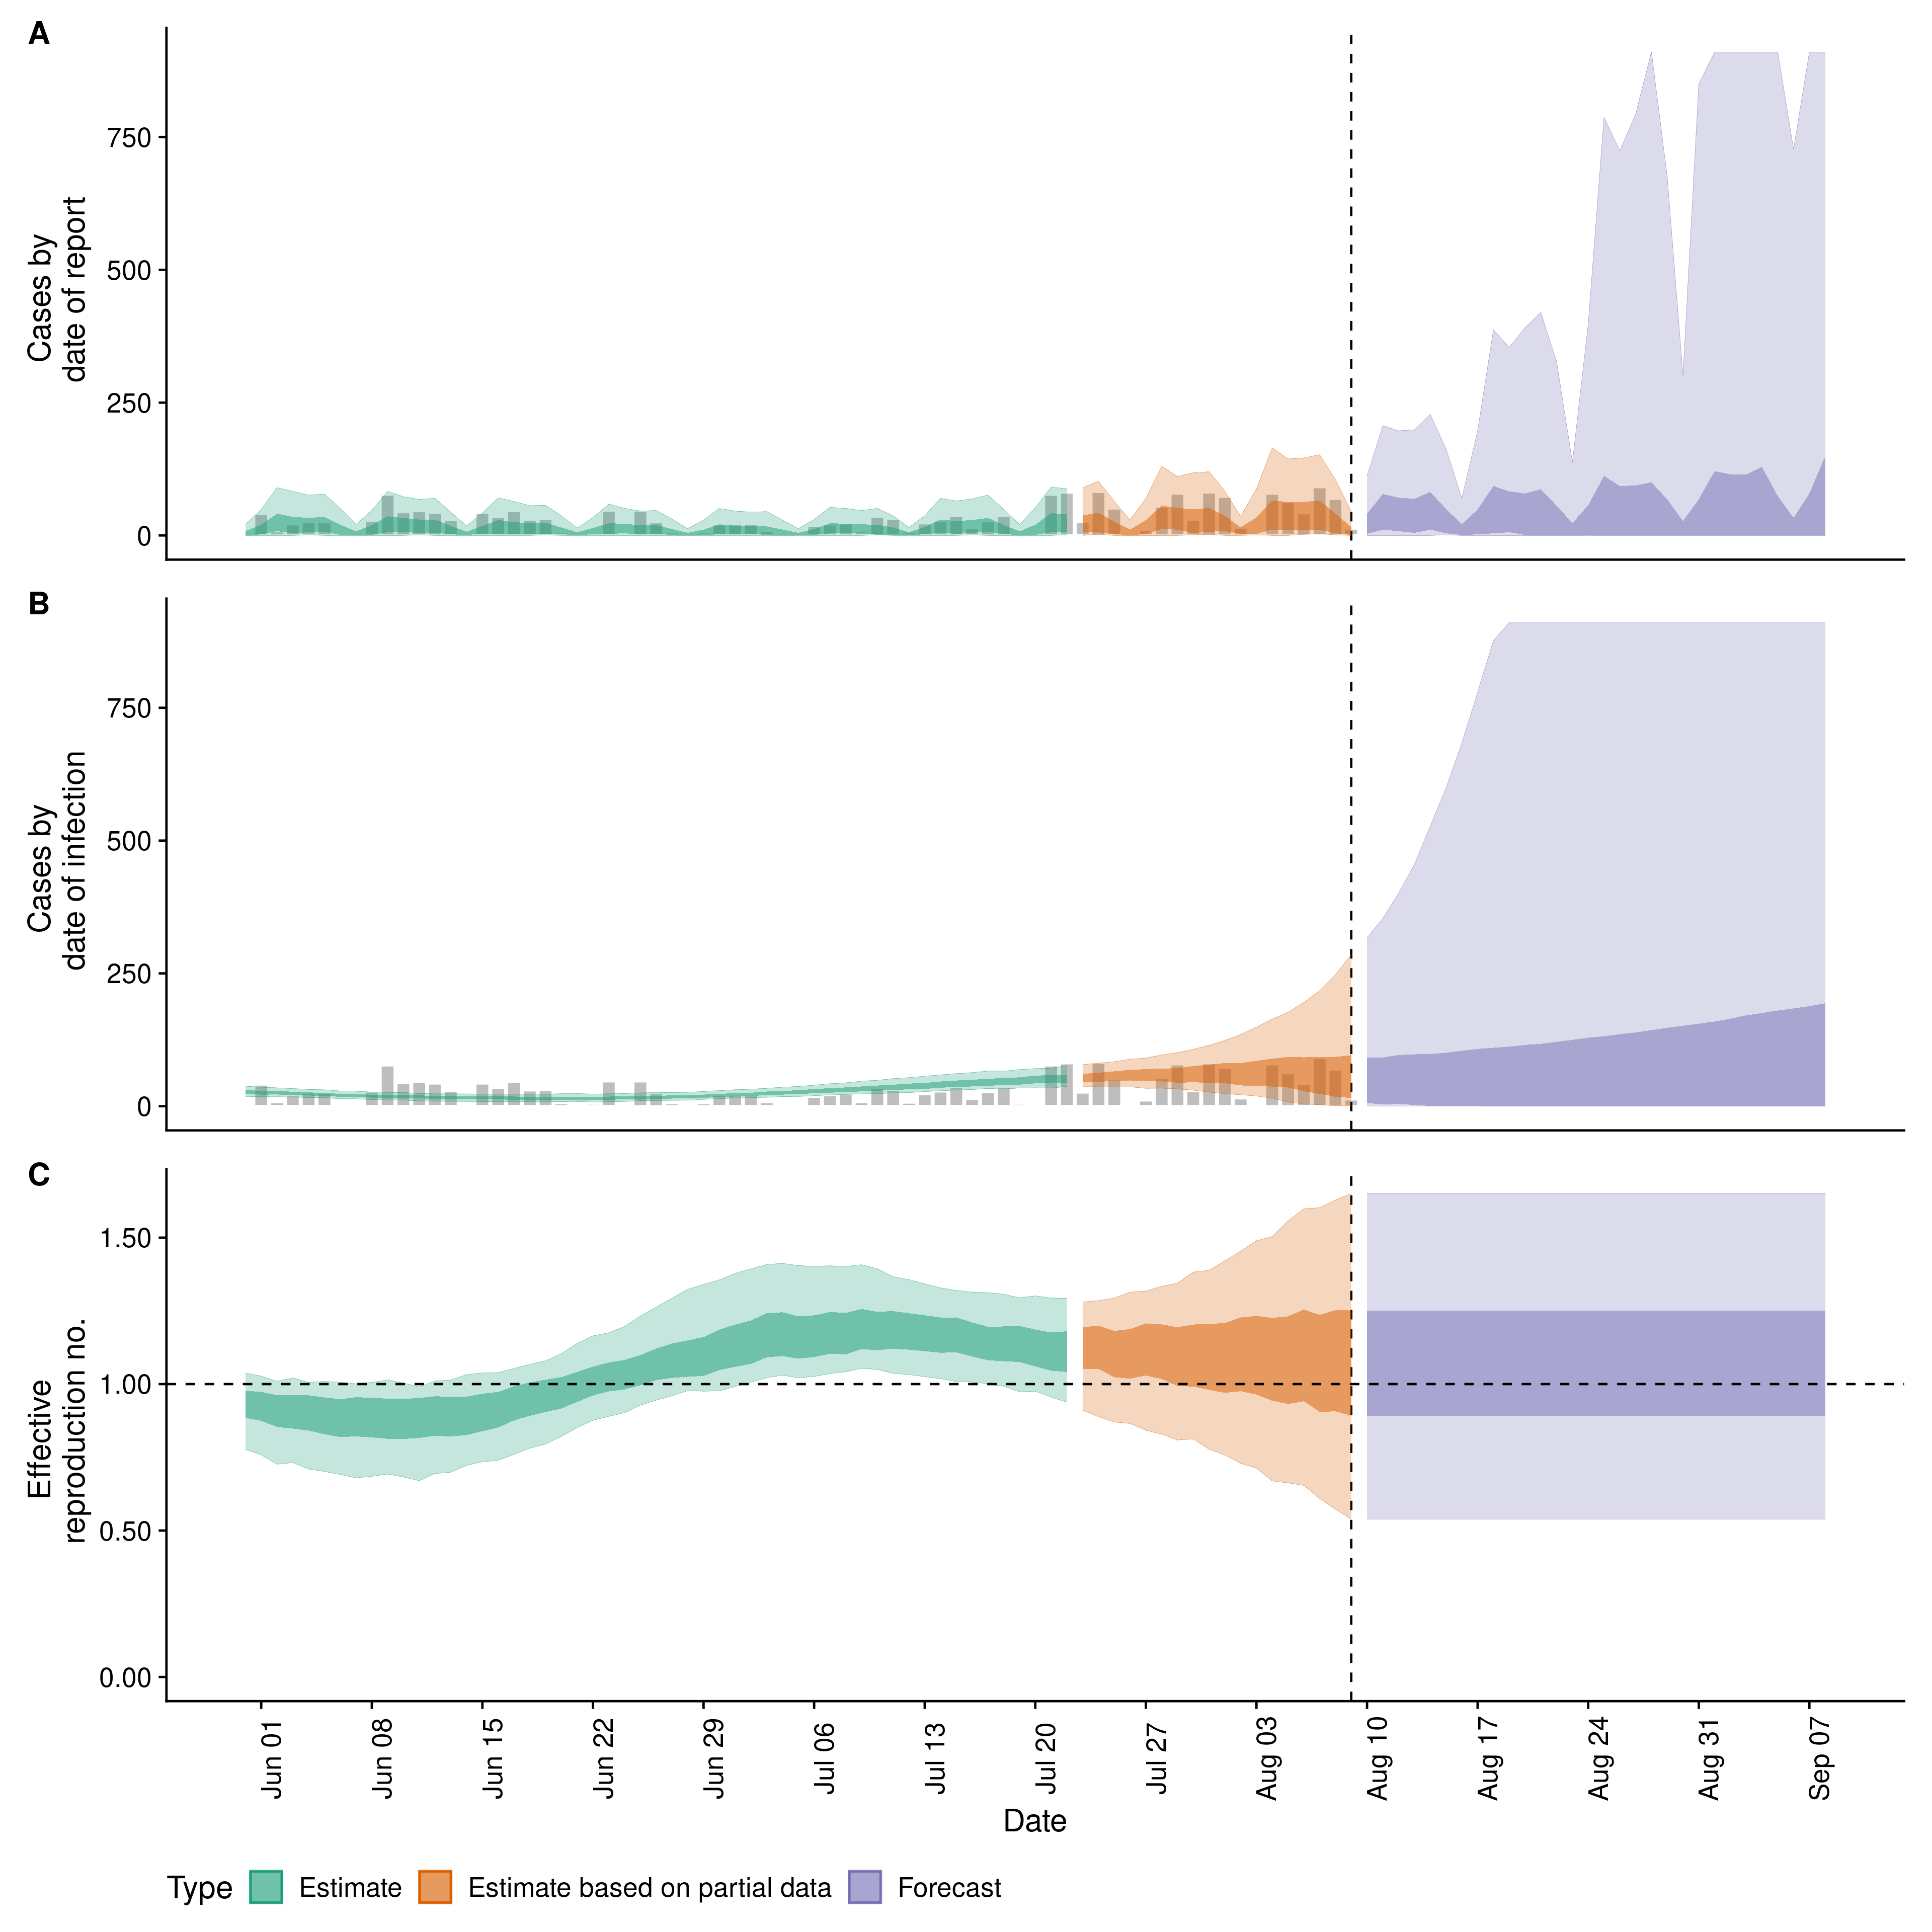 A
Cases by
date of report
750
500
250
0
B
Cases by
date of infection
750
500
250
0
C
Effective
reproduction no.
1.50
1.00
0.50
0.00
Jun 01
Jun 08
Jun 15
Jun 22
Jun 29
Jul 06
Jul 13
Jul 20
Jul 27
Aug 03
Aug 10
Aug 17
Aug 24
Aug 31
Sep 07
Date
Type Estimate Estimate based on partial data Forecast